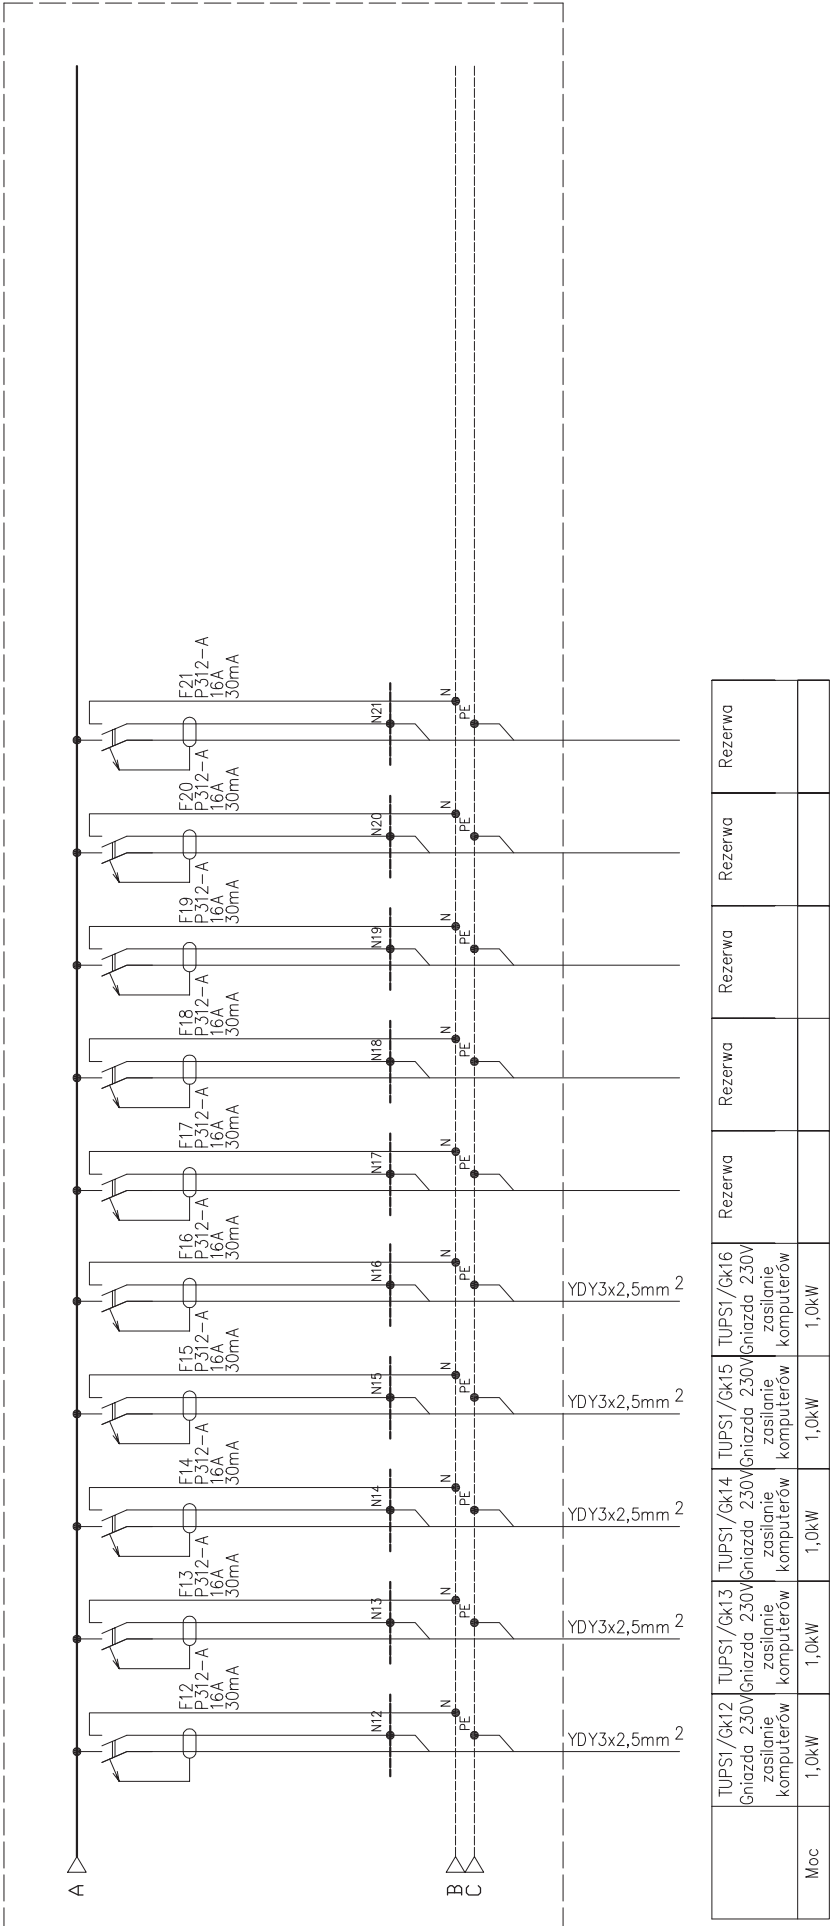 A
B
C
F12
P312-A
16A
30mA
N12
N
PE
YDY3x2,5mm 2
F13
P312-A
16A
30mA
N13
N
PE
YDY3x2,5mm 2
F14
P312-A
16A
30mA
N14
N
PE
YDY3x2,5mm 2
F15
P312-A
16A
30mA
N15
N
PE
YDY3x2,5mm 2
F16
P312-A
16A
30mA
N16
N
PE
YDY3x2,5mm 2
F17
P312-A
16A
30mA
N17
N
PE
F18
P312-A
16A
30mA
N18
N
PE
F19
P312-A
16A
30mA
N19
N
PE
F20
P312-A
16A
30mA
N20
N
PE
F21
P312-A
16A
30mA
N21
N
PE
TUPS1/Gk12
Gniazda 230V
zasilanie
komputerów
TUPS1/Gk13
Gniazda 230V
zasilanie
komputerów
TUPS1/Gk14
Gniazda 230V
zasilanie
komputerów
TUPS1/Gk15
Gniazda 230V
zasilanie
komputerów
TUPS1/Gk16
Gniazda 230V
zasilanie
komputerów
Rezerwa
Rezerwa
Rezerwa
Rezerwa
Rezerwa
Moc
1,0kW
1,0kW
1,0kW
1,0kW
1,0kW